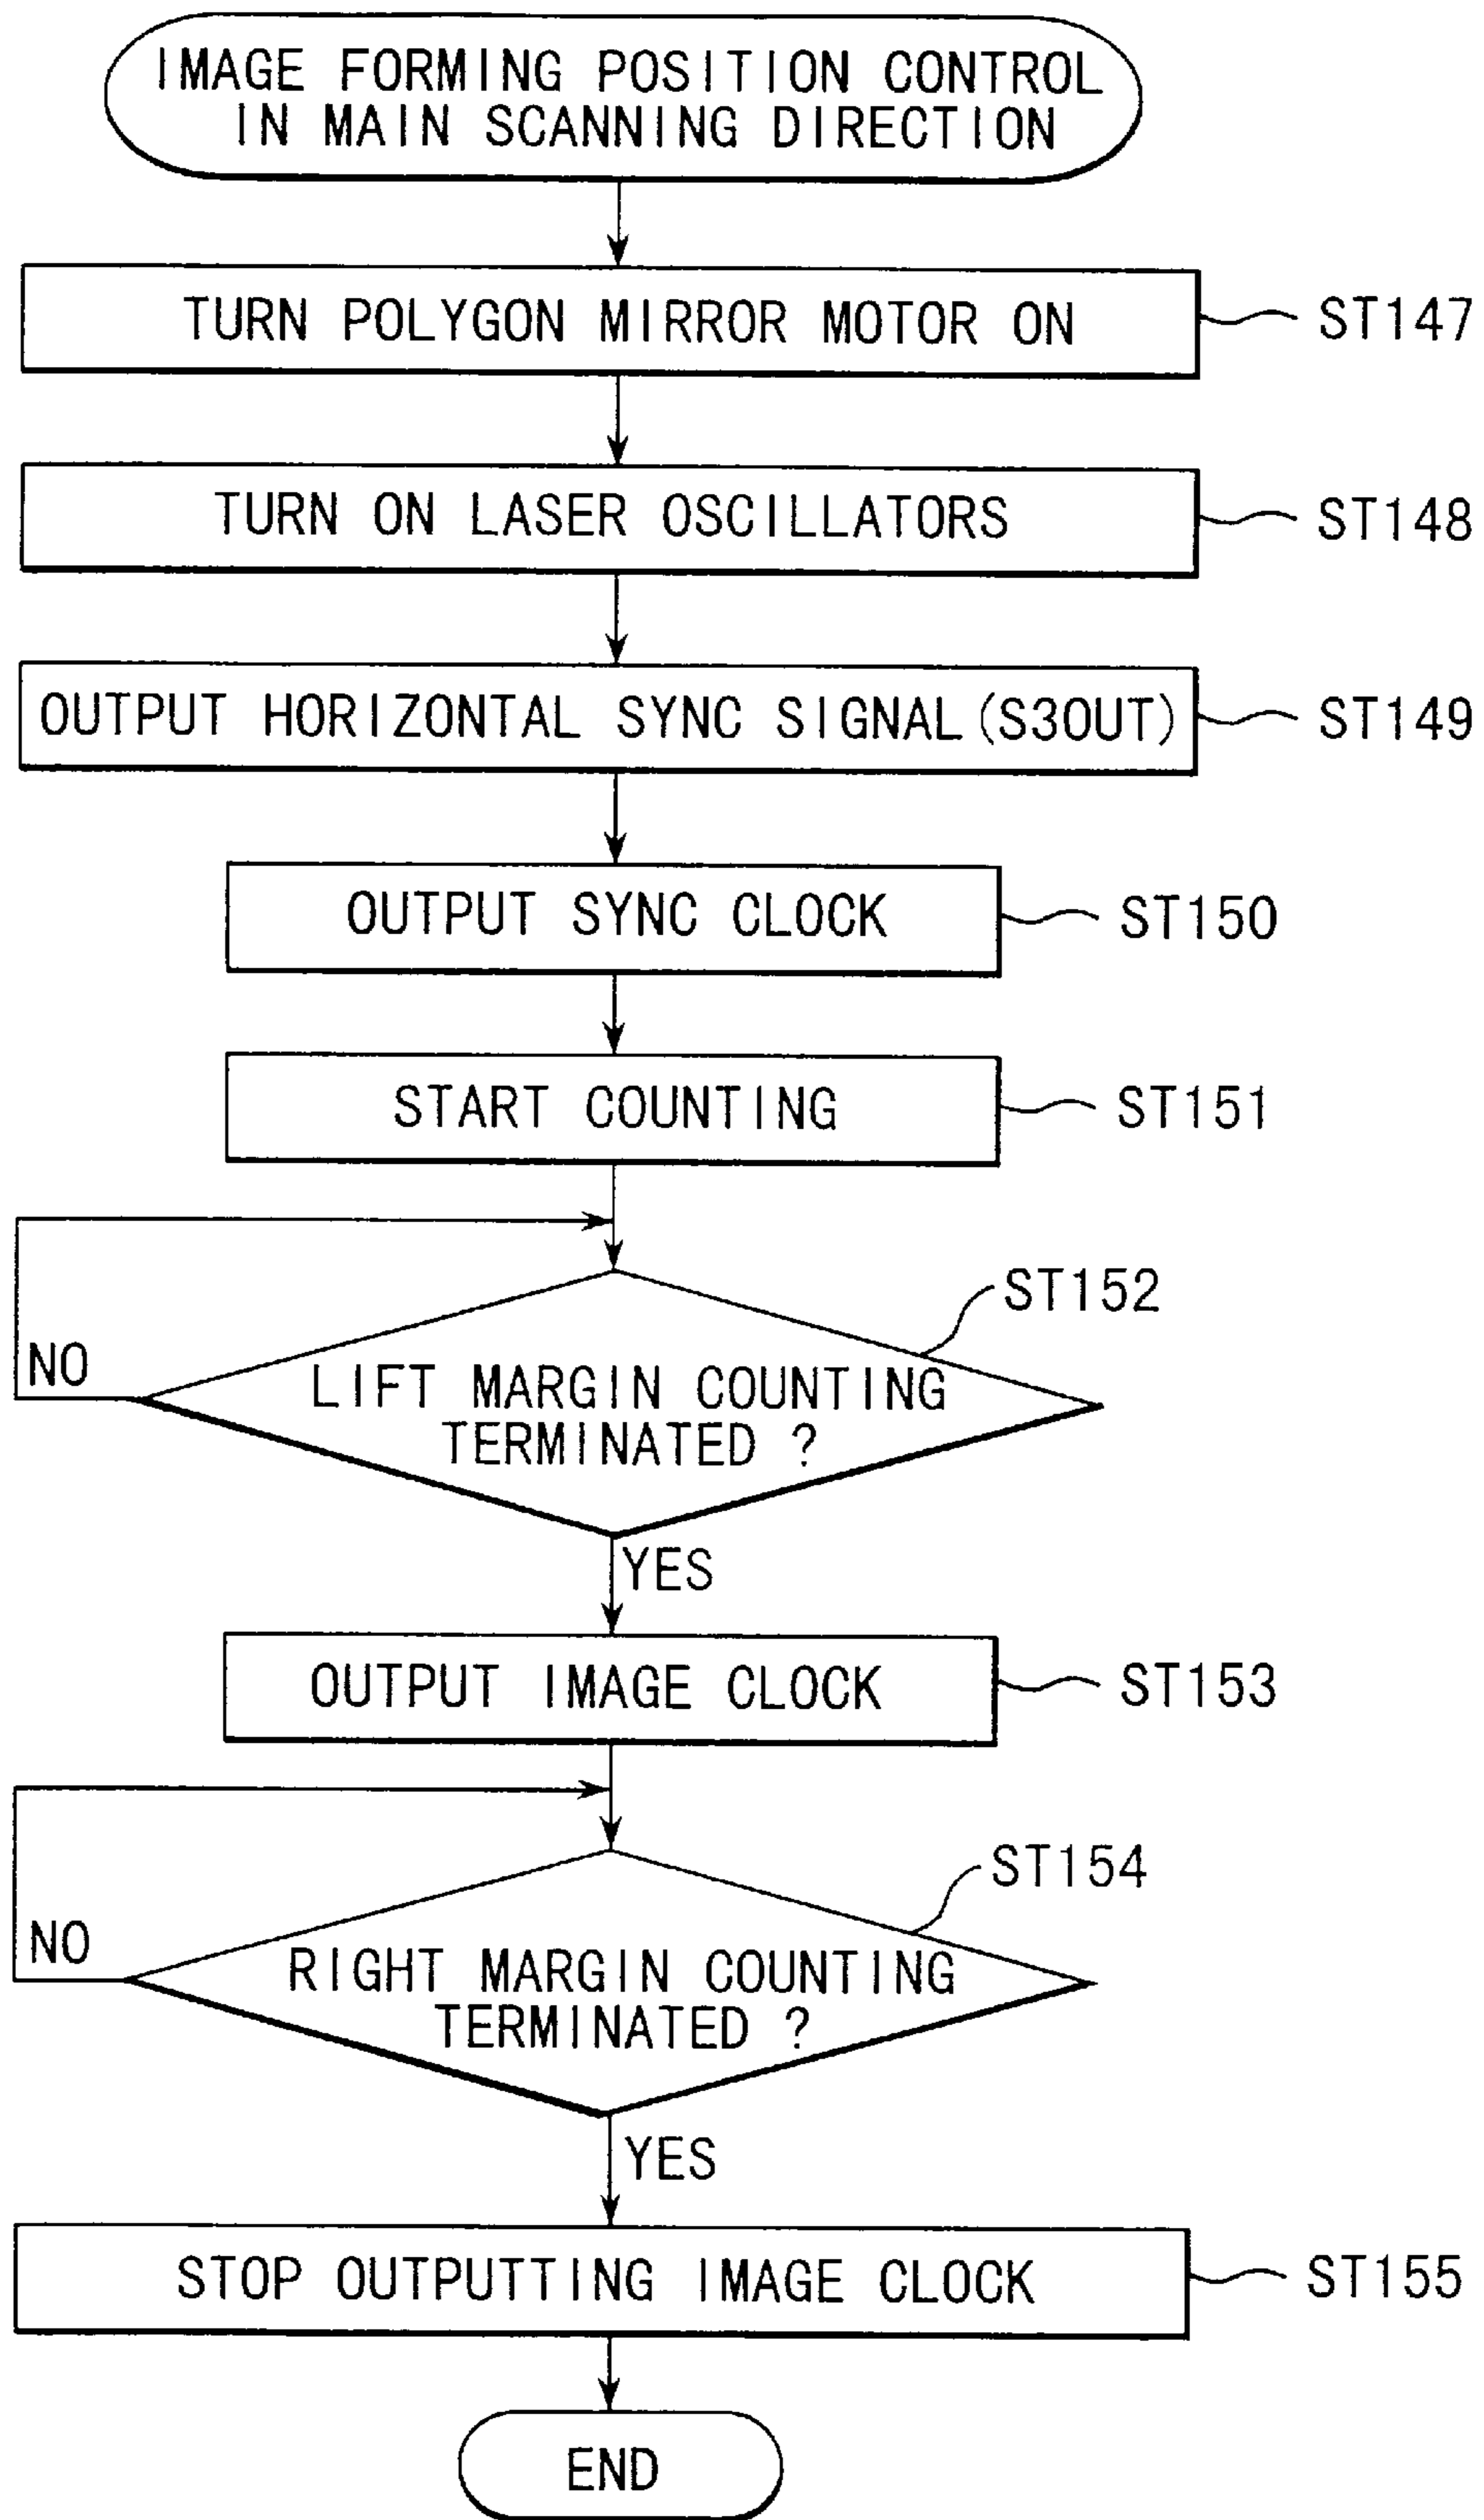 IMAGE FORMING POSITION CONTROL
IN MAIN SCANNING DIRECTION
TURN POLYGON MIRROR MOTOR ON
ST147
TURN ON LASER OSCILLATORS
ST148
OUTPUT HORIZONTAL SYNC SIGNAL (S3OUT)
ST149
OUTPUT SYNC CLOCK
ST150
START COUNTING
ST151
ST152
NO
LIFT MARGIN COUNTING
TERMINATED ?
YES
OUTPUT IMAGE CLOCK
ST153
ST154
NO
RIGHT MARGIN COUNTING
TERMINATED ?
YES
STOP OUTPUTTING IMAGE CLOCK
ST155
END